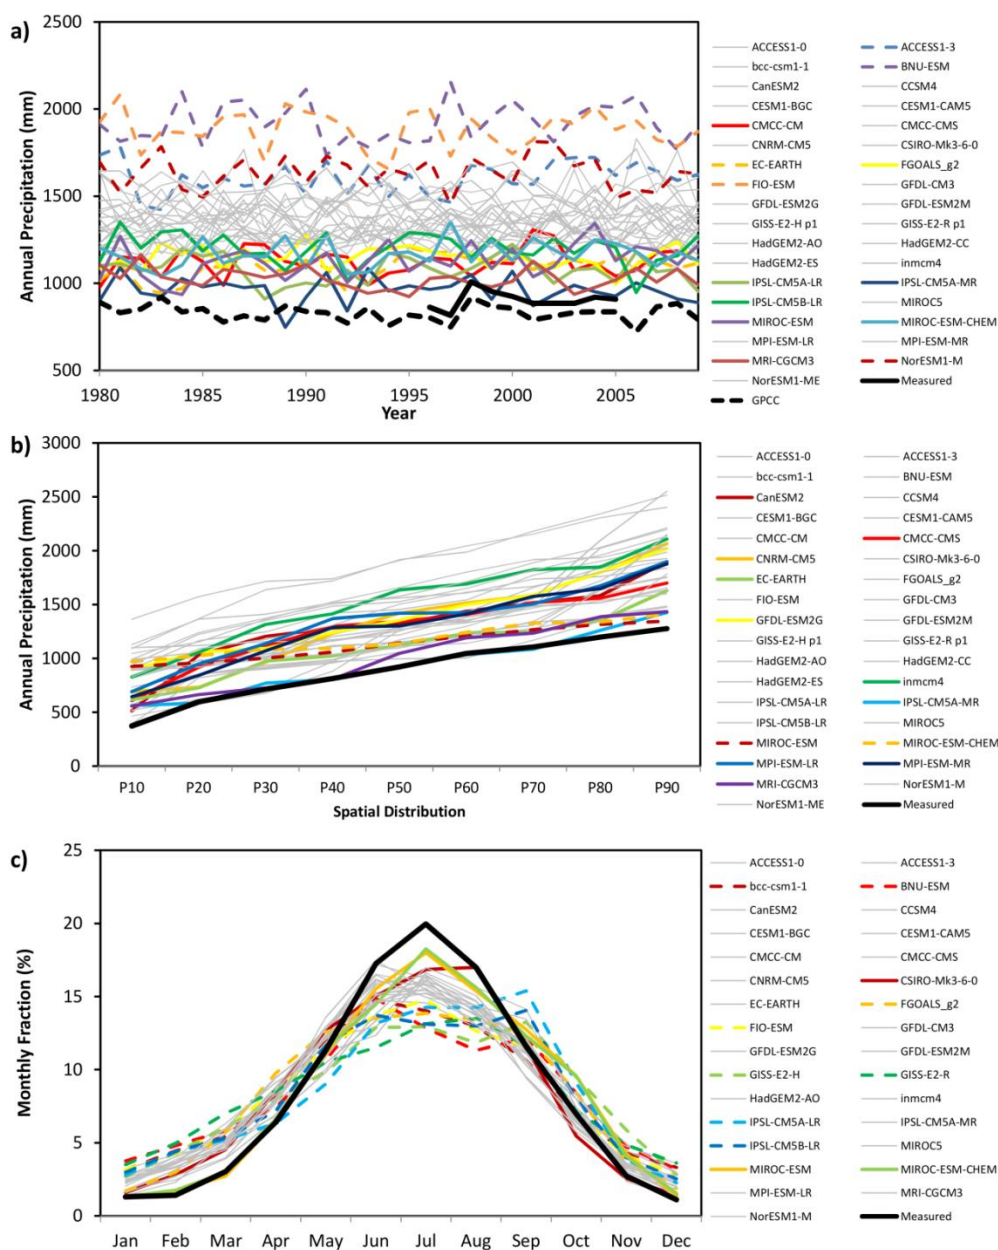 a)
Annual Precipitation (mm)
2500
2000
1500
1000
500
1980 1985 1990 1995 2000 2005
Year
ACCESS1-0 ACCESS1-3
bcc-csm1-1 BNU-ESM
CanESM2 CCSM4
CESM1-BGC CESM1-CAM5
CMCC-CM CMCC-CMS
CNRM-CM5 CSIRO-Mk3-6-0
EC-EARTH FGOALS_g2
FIO-ESM GFDL-CM3
GFDL-ESM2G GFDL-ESM2M
GISS-E2-H p1 GISS-E2-R p1
HadGEM2-AO HadGEM2-CC
HadGEM2-ES inmcm4
IPSL-CM5A-LR IPSL-CM5A-MR
IPSL-CM5B-LR MIROC5
MIROC-ESM MIROC-ESM-CHEM
MPI-ESM-LR MPI-ESM-MR
MRI-CGCM3 NorESM1-M
NorESM1-ME Measured
GPCC
b)
Annual Precipitation (mm)
3000
2500
2000
1500
1000
500
0
P10 P20 P30 P40 P50 P60 P70 P80 P90
Spatial Distribution
ACCESS1-0 ACCESS1-3
bcc-csm1-1 BNU-ESM
CanESM2 CCSM4
CESM1-BGC CESM1-CAM5
CMCC-CM CMCC-CMS
CNRM-CM5 CSIRO-Mk3-6-0
EC-EARTH FGOALS_g2
FIO-ESM GFDL-CM3
GFDL-ESM2G GFDL-ESM2M
GISS-E2-H p1 GISS-E2-R p1
HadGEM2-AO HadGEM2-CC
HadGEM2-ES inmcm4
IPSL-CM5A-LR IPSL-CM5A-MR
IPSL-CM5B-LR MIROC5
MIROC-ESM MIROC-ESM-CHEM
MPI-ESM-LR MPI-ESM-MR
MRI-CGCM3 NorESM1-M
NorESM1-ME Measured
c)
Monthly Fraction (%)
25
20
15
10
5
0
Jan Feb Mar Apr May Jun Jul Aug Sep Oct Nov Dec
ACCESS1-0 ACCESS1-3
bcc-csm1-1 BNU-ESM
CanESM2 CCSM4
CESM1-BGC CESM1-CAM5
CMCC-CM CMCC-CMS
CNRM-CM5 CSIRO-Mk3-6-0
EC-EARTH FGOALS_g2
FIO-ESM GFDL-CM3
GFDL-ESM2G GFDL-ESM2M
GISS-E2-H GISS-E2-R
HadGEM2-AO inmcm4
IPSL-CM5A-LR IPSL-CM5A-MR
IPSL-CM5B-LR MIROC5
MIROC-ESM MIROC-ESM-CHEM
MPI-ESM-LR MRI-CGCM3
NorESM1-M Measured